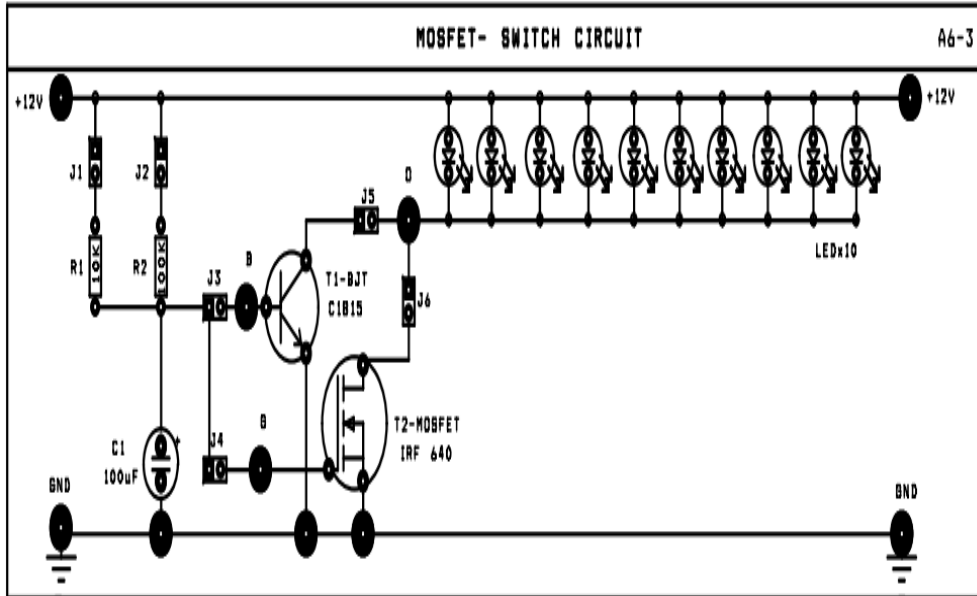 MOSFET- SWITCH CIRCUIT
A6-3
+12V
+12V
J1
J2
D
J5
R1
10K
R2
100K
J3
B
T1-BJT
C1815
J6
LEDx10
C1
100uF
+
J4
G
T2-MOSFET
IRF 640
GND
GND